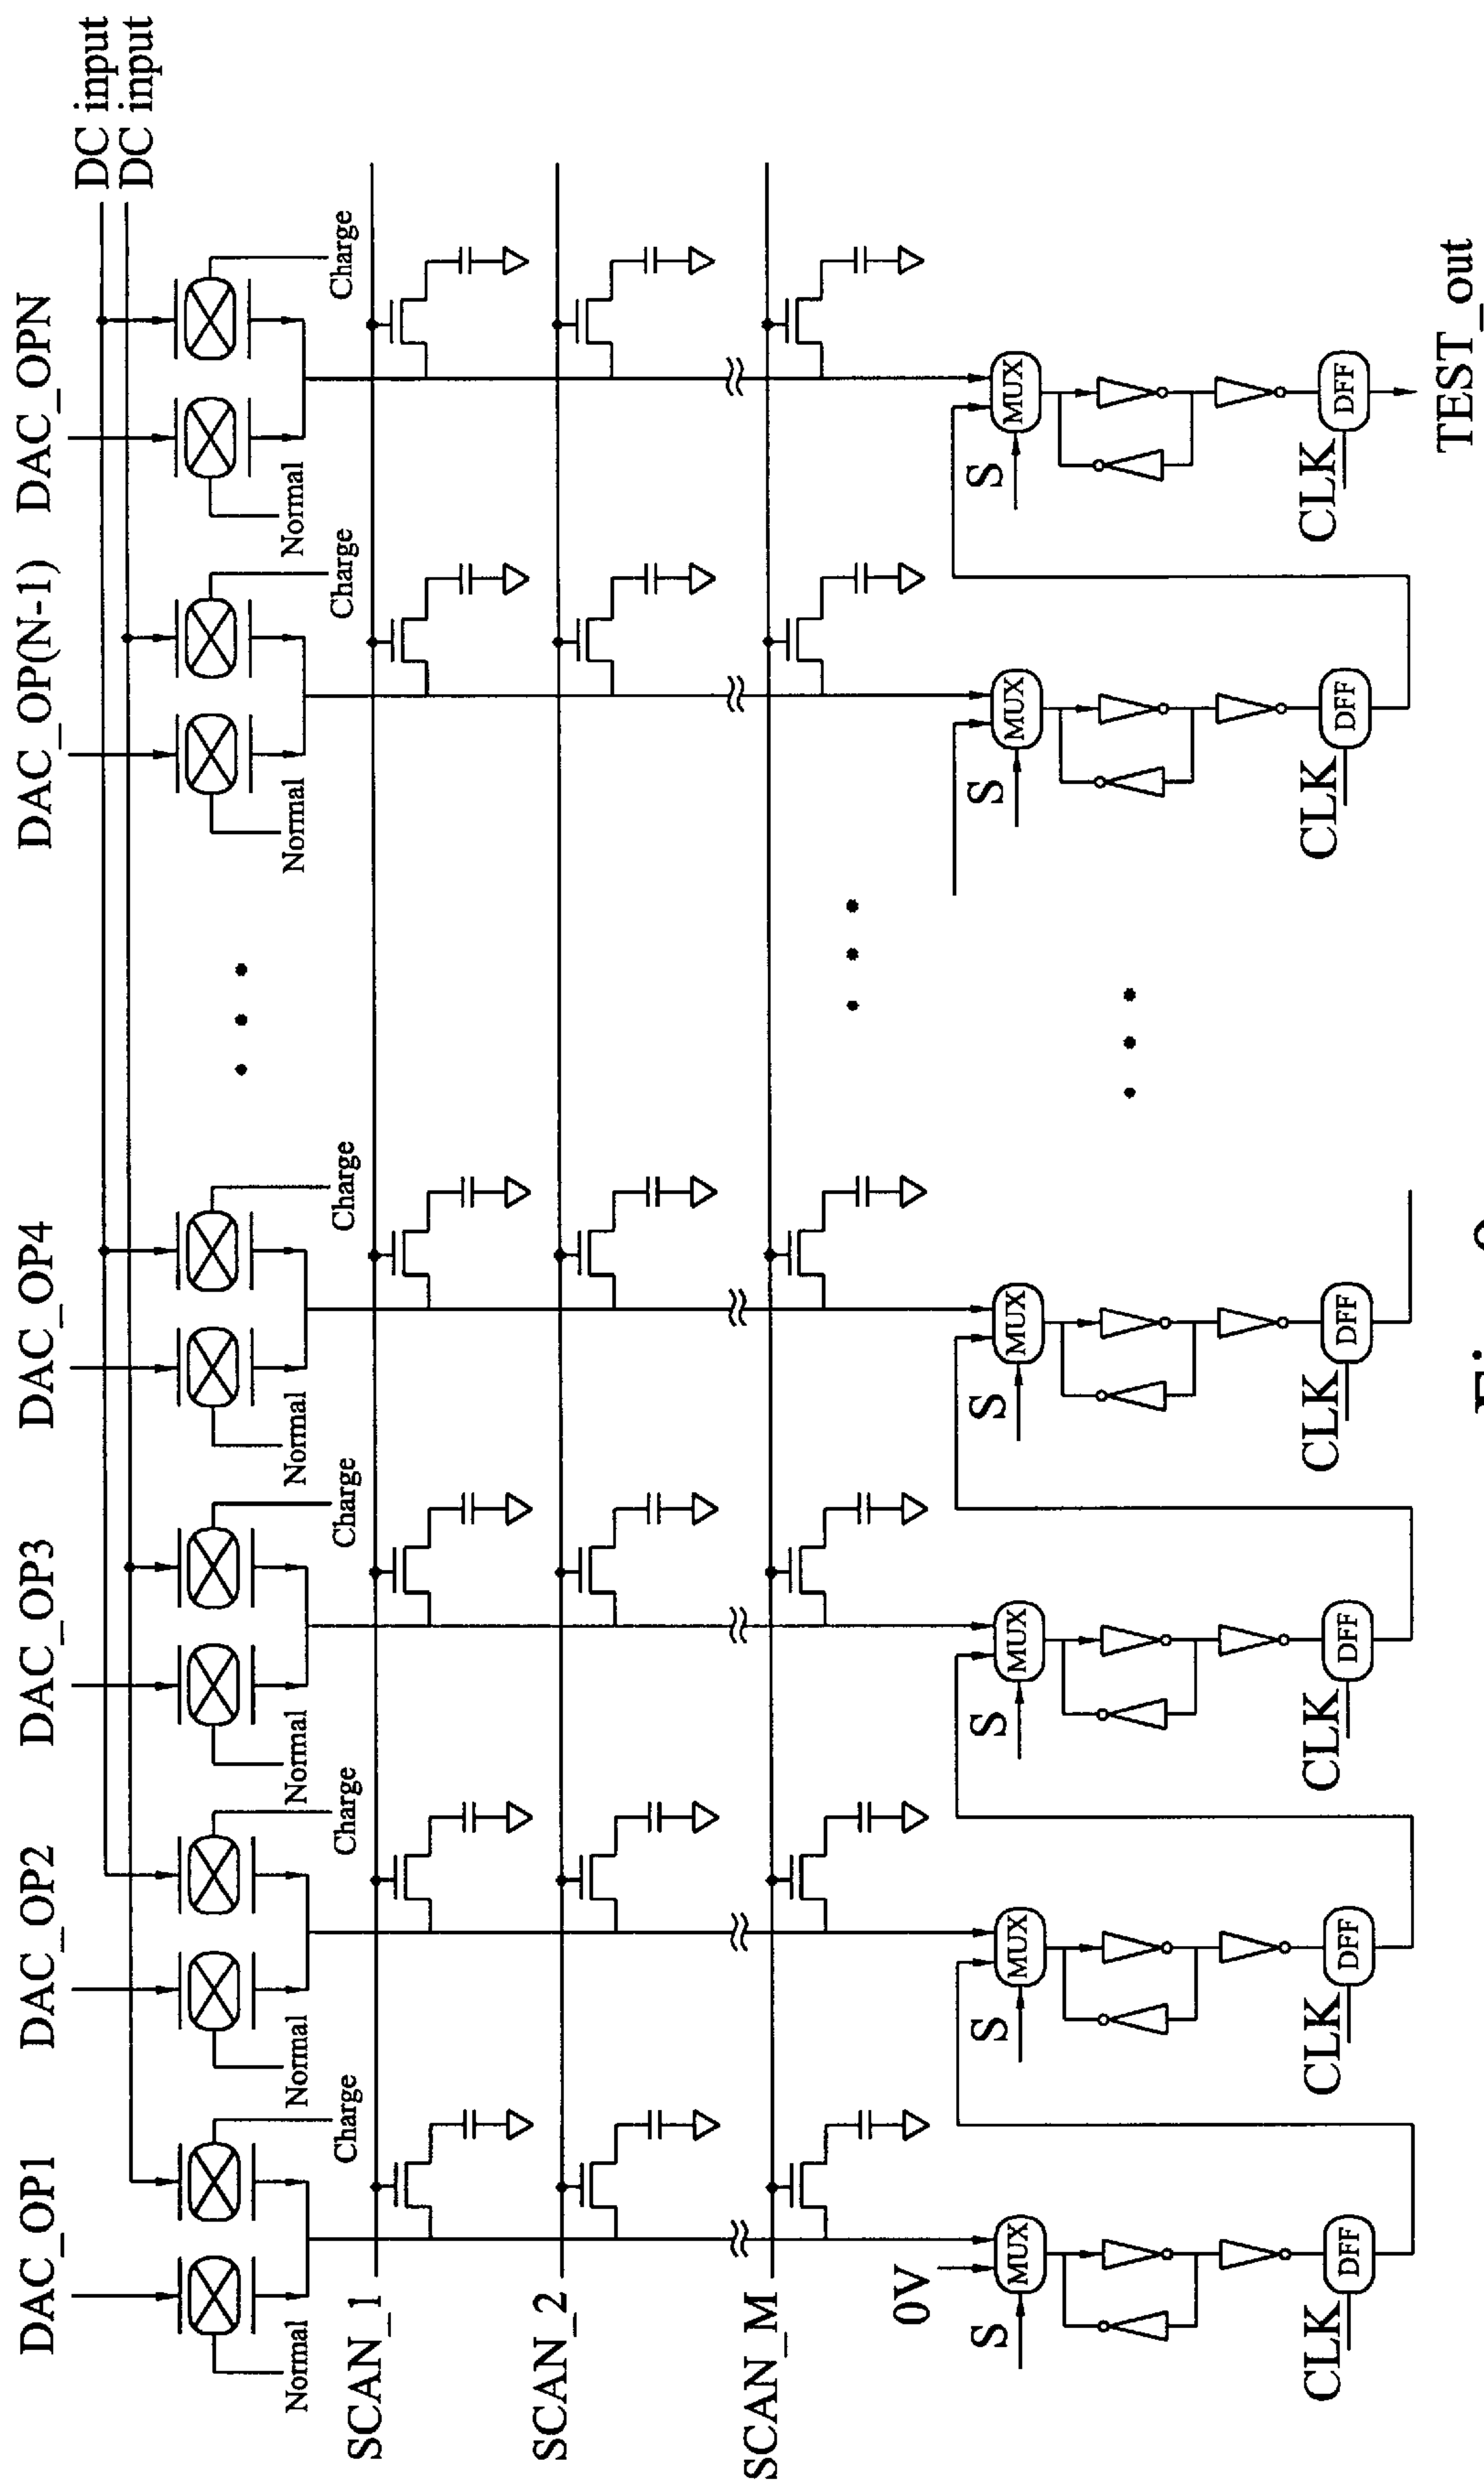 DC input
DC input
DAC_OP1
DAC_OP2
DAC_OP3
DAC_OP4
DAC_OP(N-1)
DAC_OPN
Normal
Charge
Normal
Charge
Normal
Charge
Normal
Charge
Normal
Charge
Normal
Charge
SCAN_1
SCAN_2
SCAN_M
0V
S
MUX
S
MUX
S
MUX
S
MUX
S
MUX
S
MUX
CLK
DFF
CLK
DFF
CLK
DFF
CLK
DFF
CLK
DFF
CLK
DFF
TEST_out